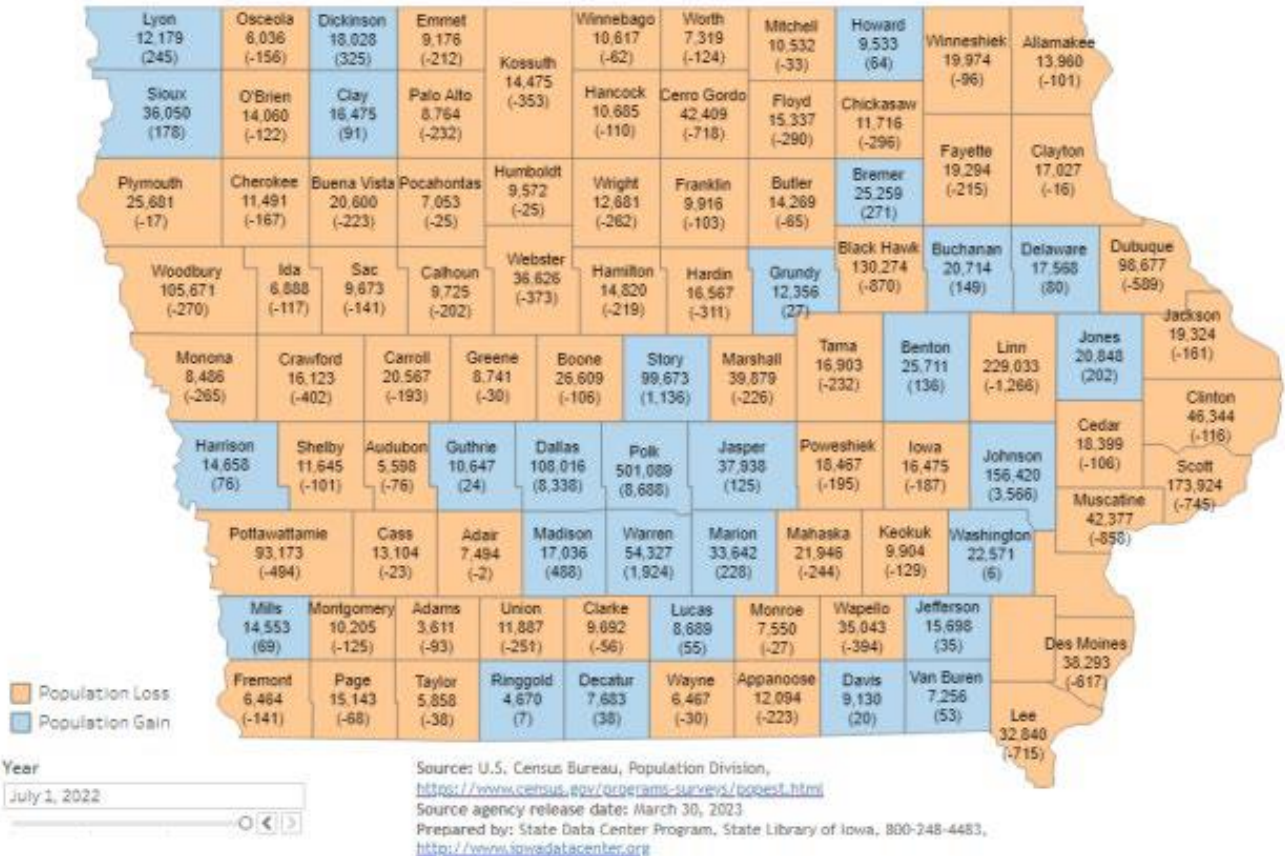 Lyon
12,179
(245)
Osceola
6,036
(-156)
Dickinson
18,028
(325)
Emmet
9,176
(-212)
Kossuth
14,475
(-353)
Winnebago
10,617
(-62)
Worth
7,319
(-124)
Mitchell
10,532
(-33)
Howard
9,533
(64)
Winneshiek
19,974
(-96)
Allamakee
13,960
(-101)
Sioux
36,050
(178)
O'Brien
14,060
(-122)
Clay
16,475
(91)
Palo Alto
8,764
(-232)
Hancock
10,685
(-110)
Cerro Gordo
42,409
(-718)
Floyd
15,337
(-290)
Chickasaw
11,716
(-296)
Fayette
19,294
(-215)
Clayton
17,027
(-16)
Plymouth
25,681
(-17)
Cherokee
11,491
(-167)
Buena Vista
20,600
(-223)
Pocahontas
7,053
(-25)
Humboldt
9,572
(-25)
Wright
12,681
(-262)
Franklin
9,916
(-103)
Butler
14,269
(-65)
Bremer
25,259
(271)
Woodbury
105,671
(-270)
Ida
6,888
(-117)
Sac
9,673
(-141)
Calhoun
9,725
(-202)
Webster
36,626
(-373)
Hamilton
14,820
(-219)
Hardin
16,567
(-311)
Grundy
12,356
(27)
Black Hawk
130,274
(-870)
Buchanan
20,714
(149)
Delaware
17,568
(80)
Dubuque
98,677
(-589)
Jackson
19,324
(-161)
Monona
8,486
(-265)
Crawford
16,123
(-402)
Carroll
20,567
(-193)
Greene
8,741
(-30)
Boone
26,609
(-106)
Story
99,673
(1,136)
Marshall
39,879
(-226)
Tama
16,903
(-232)
Benton
25,711
(136)
Linn
229,033
(-1,266)
Jones
20,848
(202)
Clinton
46,344
(-116)
Harrison
14,658
(76)
Shelby
11,645
(-101)
Audubon
5,598
(-76)
Guthrie
10,647
(24)
Dallas
108,016
(8,338)
Polk
501,089
(8,688)
Jasper
37,938
(125)
Poweshiek
18,467
(-195)
Iowa
16,475
(-187)
Johnson
156,420
(3,566)
Cedar
18,399
(-106)
Scott
173,924
(-745)
Muscatine
42,377
(-858)
Pottawattamie
93,173
(-494)
Cass
13,104
(-23)
Adair
7,494
(-2)
Madison
17,036
(488)
Warren
54,327
(1,924)
Marion
33,642
(228)
Mahaska
21,946
(-244)
Keokuk
9,904
(-129)
Washington
22,571
(6)
Mills
14,553
(69)
Montgomery
10,205
(-125)
Adams
3,611
(-93)
Union
11,887
(-251)
Clarke
9,692
(-56)
Lucas
8,689
(55)
Monroe
7,550
(-27)
Wapello
35,043
(-394)
Jefferson
15,698
(35)
Des Moines
38,293
(-617)
Fremont
6,464
(-141)
Page
15,143
(-68)
Taylor
5,858
(-38)
Ringgold
4,670
(7)
Decatur
7,683
(38)
Wayne
6,467
(-30)
Appanoose
12,094
(-223)
Davis
9,130
(20)
Van Buren
7,256
(53)
Lee
32,840
(-715)
Population Loss
Population Gain
Year
July 1, 2022
Source: U.S. Census Bureau, Population Division,
https://www.census.gov/programs-surveys/popest.html
Source agency release date: March 30, 2023
Prepared by: State Data Center Program, State Library of Iowa, 800-248-4483,
http://www.iowadatacenter.org